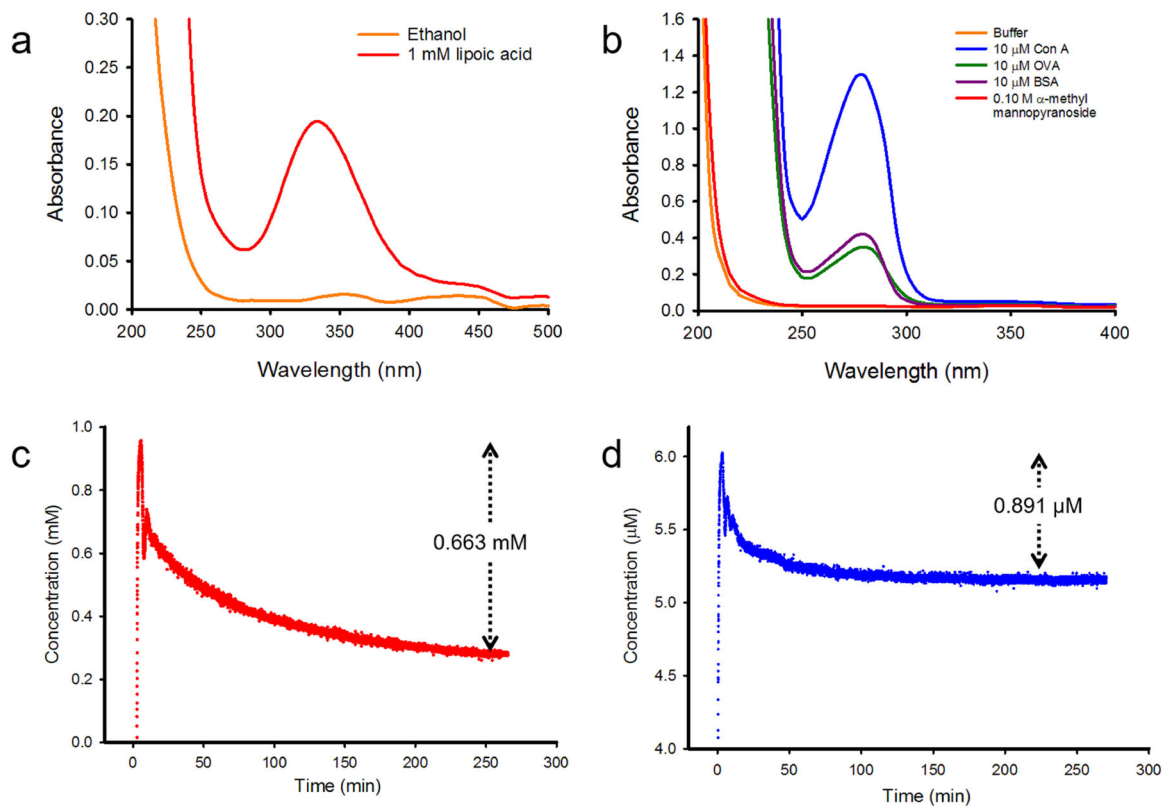 a
0.30
0.25
0.20
0.15
0.10
0.05
0.00
Absorbance
Ethanol
1 mM lipoic acid
200 250 300 350 400 450 500
Wavelength (nm)
b
1.6
1.4
1.2
1.0
0.8
0.6
0.4
0.2
0.0
Absorbance
Buffer
10 µM Con A
10 µM OVA
10 µM BSA
0.10 M α-methyl
mannopyranoside
200 250 300 350 400
Wavelength (nm)
c
1.0
0.8
0.6
0.4
0.2
0.0
Concentration (mM)
0.663 mM
0 50 100 150 200 250 300
Time (min)
d
6.0
5.5
5.0
4.5
4.0
Concentration (µM)
0.891 µM
0 50 100 150 200 250 300
Time (min)